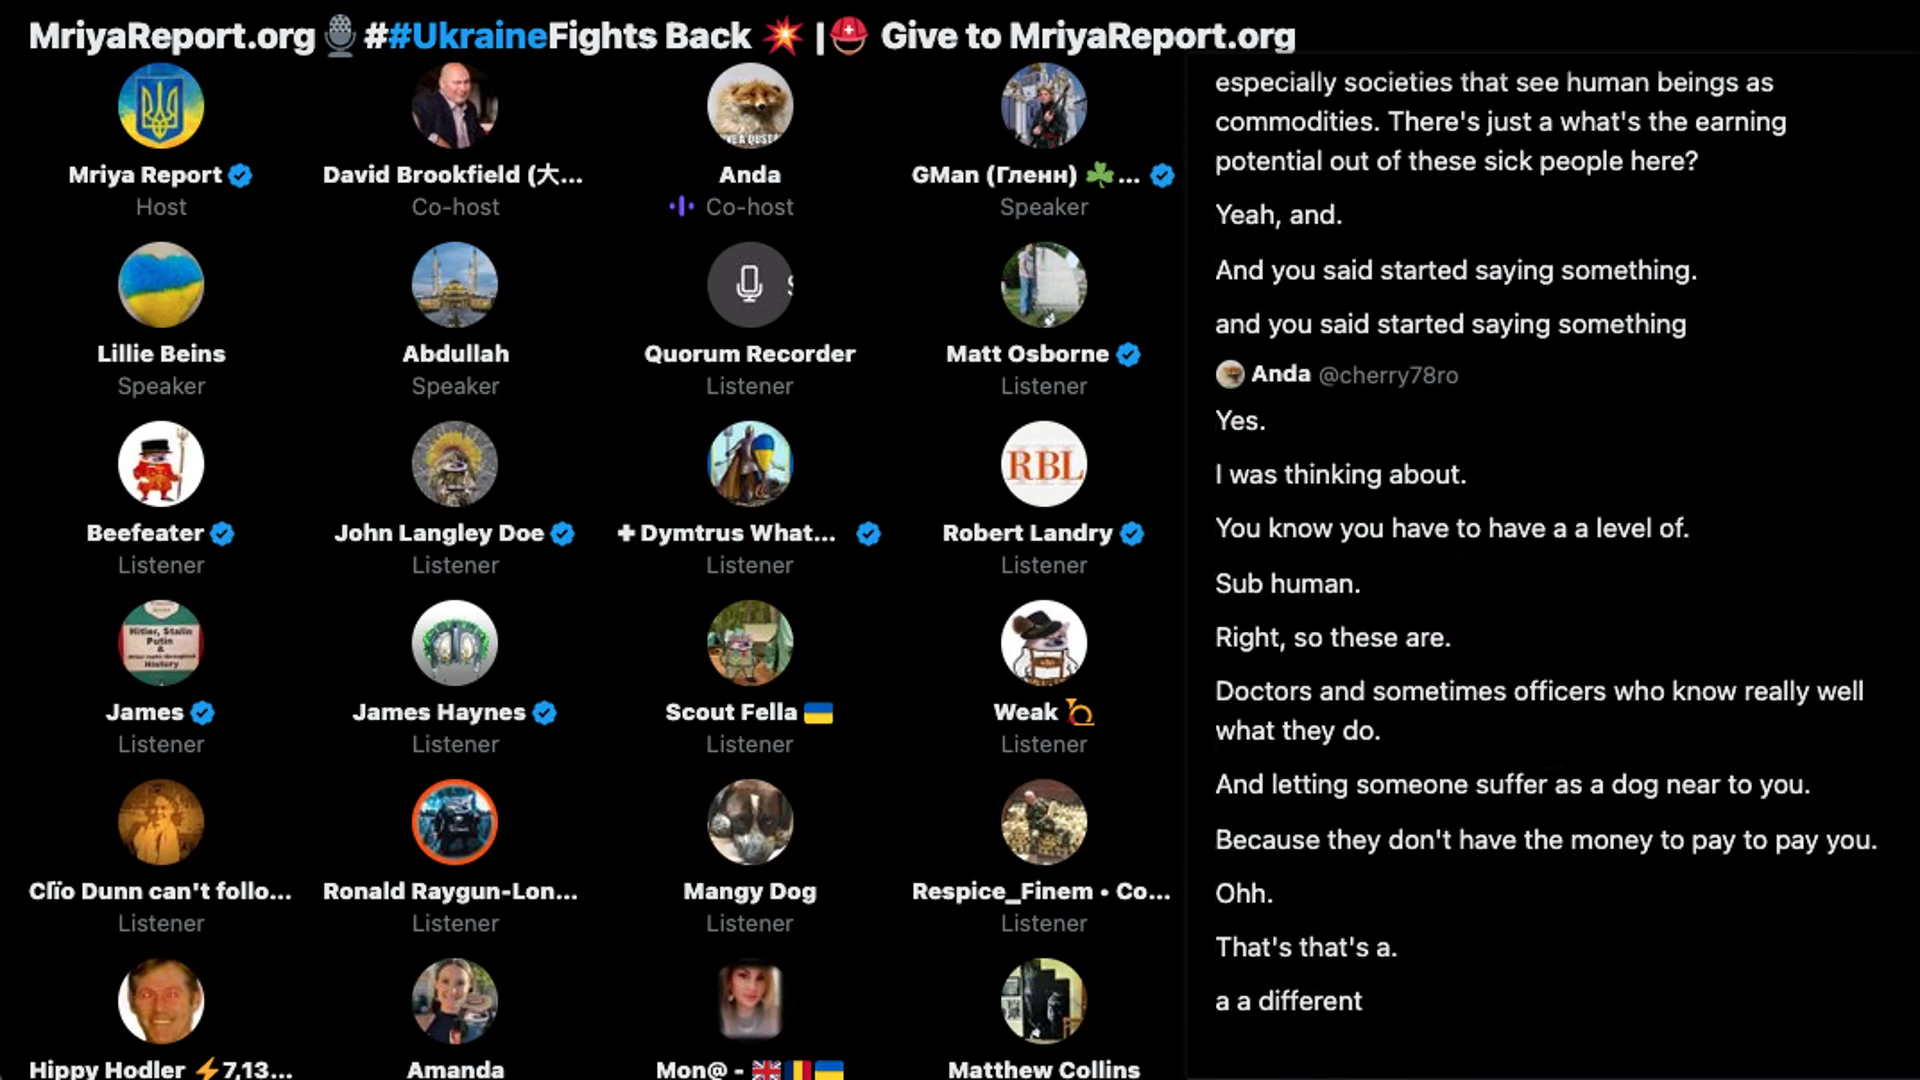 MriyaReport.org🎙️##UkraineFights Back 💥 |⛑️ Give to MriyaReport.org
Mriya Report
Host
David Brookfield (大...
Co-host
Anda
Co-host
GMan (Гленн) ☘️...
Speaker
Lillie Beins
Speaker
Abdullah
Speaker
Quorum Recorder
Listener
Matt Osborne
Listener
Beefeater
Listener
John Langley Doe
Listener
✚ Dymtrus What...
Listener
RBL
Robert Landry
Listener
Hitler, Stalin
Putin
&
History
James
Listener
James Haynes
Listener
Scout Fella 🇺🇦
Listener
Weak
Listener
Clïo Dunn can't follo...
Listener
Ronald Raygun-Lon...
Listener
Mangy Dog
Listener
Respice_Finem • Co...
Listener
Hippy Hodler ⚡7,13...
Amanda
Mon@ - 🇬🇧🇷🇴🇺🇦
Matthew Collins
especially societies that see human beings as
commodities. There's just a what's the earning
potential out of these sick people here?
Yeah, and.
And you said started saying something.
and you said started saying something
Anda @cherry78ro
Yes.
I was thinking about.
You know you have to have a a level of.
Sub human.
Right, so these are.
Doctors and sometimes officers who know really well
what they do.
And letting someone suffer as a dog near to you.
Because they don't have the money to pay to pay you.
Ohh.
That's that's a.
a a different